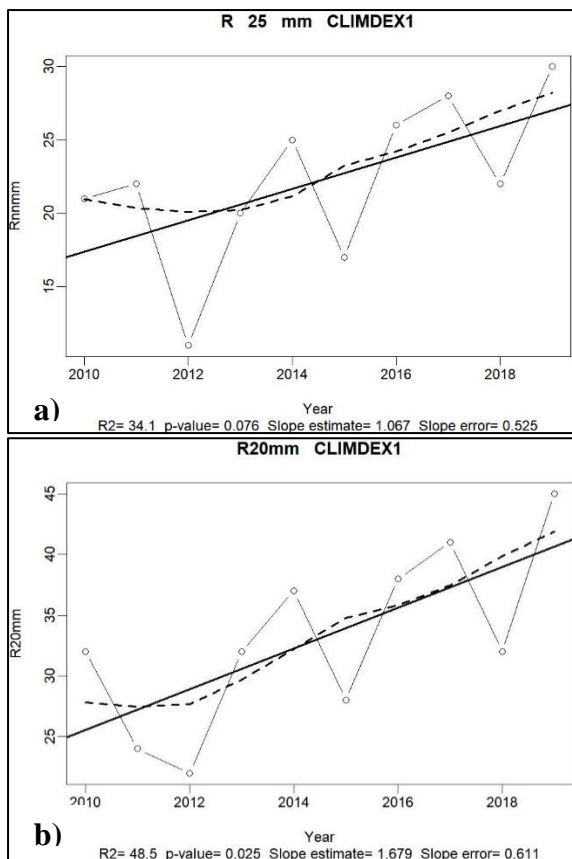 R 25 mm CLIMDEX1
30
25
20
15
Rnnmm
2010 2012 2014 2016 2018
Year
a)
R2= 34.1 p-value= 0.076 Slope estimate= 1.067 Slope error= 0.525
R20mm CLIMDEX1
45
40
35
30
25
R20mm
2010 2012 2014 2016 2018
Year
b)
R2= 48.5 p-value= 0.025 Slope estimate= 1.679 Slope error= 0.611